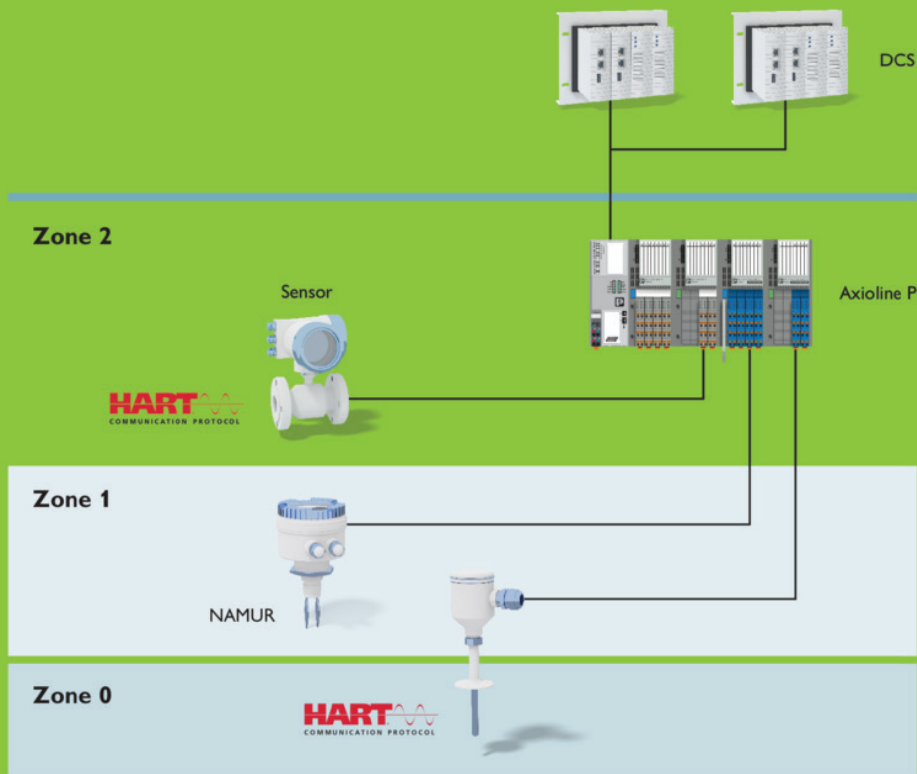 DCS
Zone 2
Sensor
Axioline P
HART
COMMUNICATION PROTOCOL
Zone 1
NAMUR
Zone 0
HART
COMMUNICATION PROTOCOL